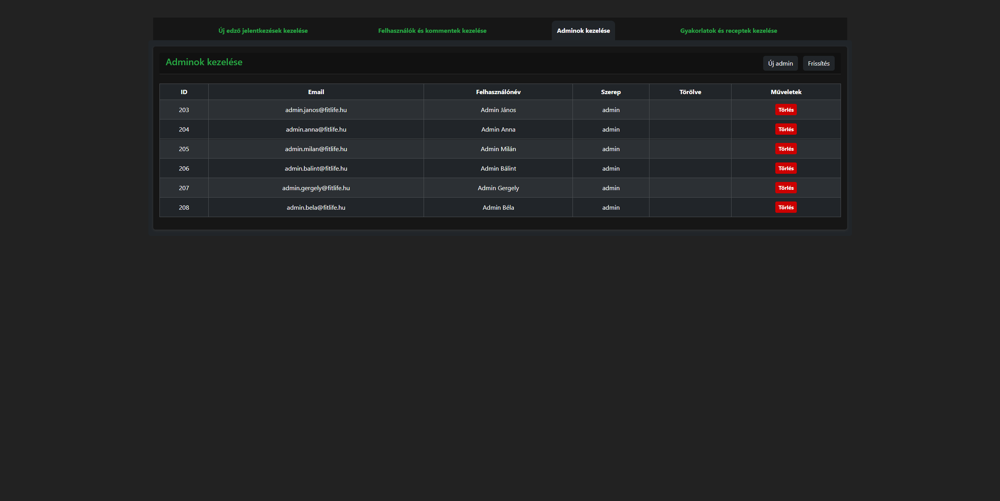 Új edző jelentkezések kezelése Felhasználók és kommentek kezelése Adminok kezelése Gyakorlatok és receptek kezelése
Adminok kezelése Új admin Frissítés
ID Email Felhasználónév Szerep Törölve Műveletek
203 admin.janos@fitlife.hu Admin János admin Törlés
204 admin.anna@fitlife.hu Admin Anna admin Törlés
205 admin.milan@fitlife.hu Admin Milán admin Törlés
206 admin.balint@fitlife.hu Admin Bálint admin Törlés
207 admin.gergely@fitlife.hu Admin Gergely admin Törlés
208 admin.bela@fitlife.hu Admin Béla admin Törlés